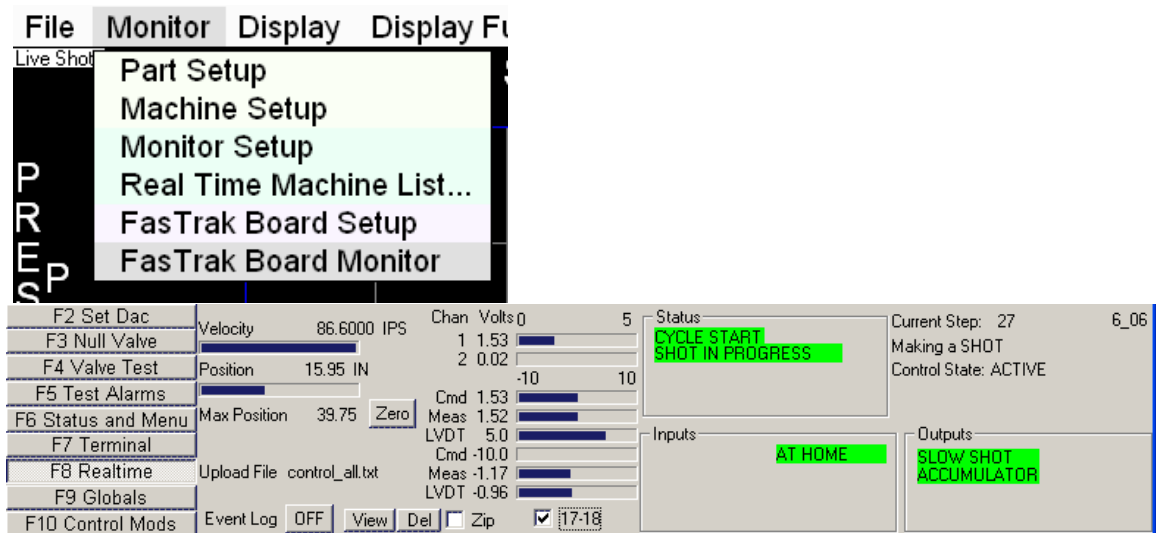 File Monitor Display Display Fu
Live Shot
Part Setup
Machine Setup
Monitor Setup
Real Time Machine List...
FasTrak Board Setup
FasTrak Board Monitor
P
R
E P
S
F2 Set Dac
F3 Null Valve
F4 Valve Test
F5 Test Alarms
F6 Status and Menu
F7 Terminal
F8 Realtime
F9 Globals
F10 Control Mods
Velocity 86.6000 IPS
Position 15.95 IN
Max Position 39.75 Zero
Upload File control_all.txt
Event Log OFF View Del Zip 17-18
Chan Volts 0 5
1 1.53
2 0.02
-10 10
Cmd 1.53
Meas 1.52
LVDT 5.0
Cmd -10.0
Meas -1.17
LVDT -0.96
Status
CYCLE START
SHOT IN PROGRESS
Current Step: 27 6_06
Making a SHOT
Control State: ACTIVE
Inputs
AT HOME
Outputs
SLOW SHOT
ACCUMULATOR